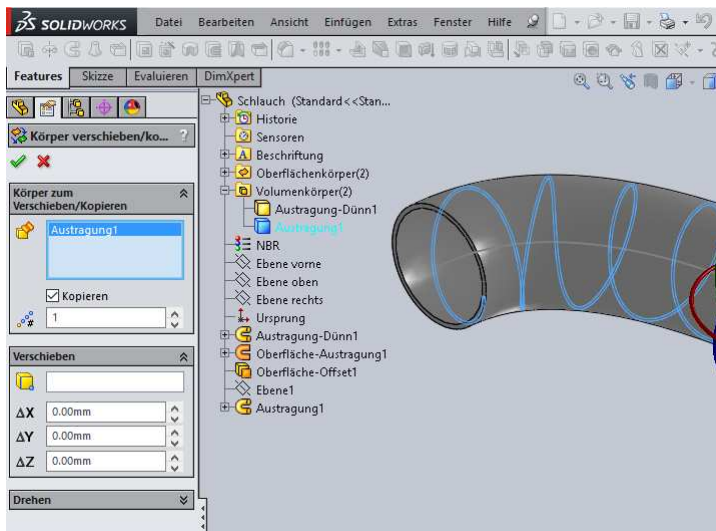 SOLIDWORKS Datei Bearbeiten Ansicht Einfügen Extras Fenster Hilfe
Features Skizze Evaluieren DimXpert
Körper verschieben/ko... ?
Körper zum
Verschieben/Kopieren
Austragung1
Kopieren
1
Verschieben
ΔX 0.00mm
ΔY 0.00mm
ΔZ 0.00mm
Drehen
Schlauch (Standard<<Stan...
Historie
Sensoren
A Beschriftung
Oberflächenkörper(2)
Volumenkörper(2)
Austragung-Dünn1
Austragung1
NBR
Ebene vorne
Ebene oben
Ebene rechts
Ursprung
Austragung-Dünn1
Oberfläche-Austragung1
Oberfläche-Offset1
Ebene1
Austragung1